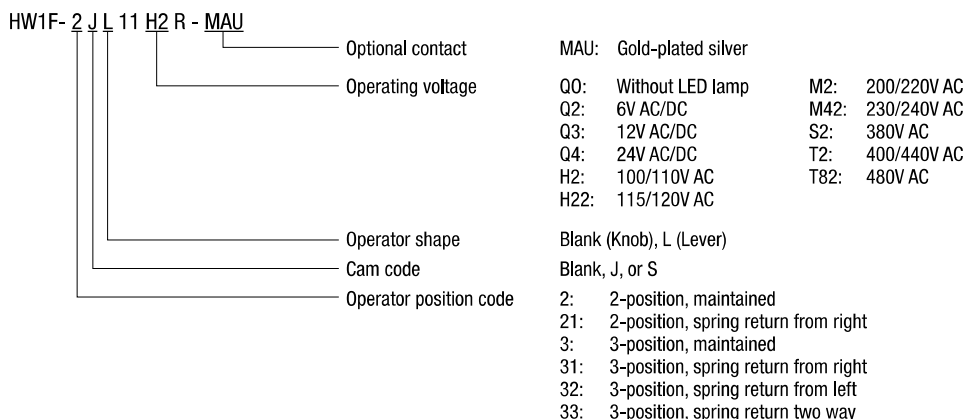 HW1F- 2 J L 11 H2 R - MAU
Optional contact MAU: Gold-plated silver
Operating voltage Q0: Without LED lamp M2: 200/220V AC
Q2: 6V AC/DC M42: 230/240V AC
Q3: 12V AC/DC S2: 380V AC
Q4: 24V AC/DC T2: 400/440V AC
H2: 100/110V AC T82: 480V AC
H22: 115/120V AC
Operator shape Blank (Knob), L (Lever)
Cam code Blank, J, or S
Operator position code 2: 2-position, maintained
21: 2-position, spring return from right
3: 3-position, maintained
31: 3-position, spring return from right
32: 3-position, spring return from left
33: 3-position, spring return two way